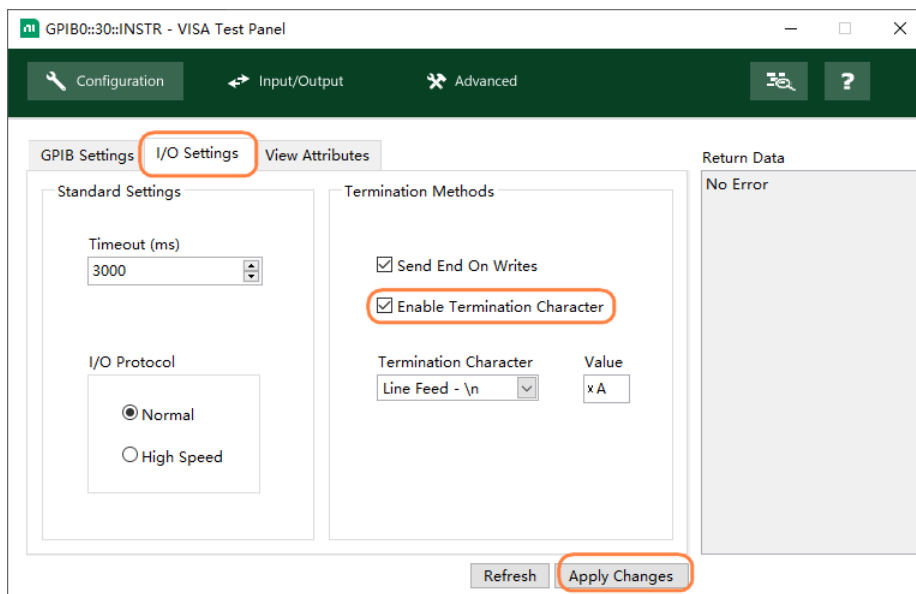 GPIB0::30::INSTR - VISA Test Panel
Configuration
Input/Output
Advanced
?
GPIB Settings
I/O Settings
View Attributes
Standard Settings
Timeout (ms)
3000
I/O Protocol
Normal
High Speed
Termination Methods
Send End On Writes
Enable Termination Character
Termination Character
Value
Line Feed - \n
xA
Return Data
No Error
Refresh
Apply Changes